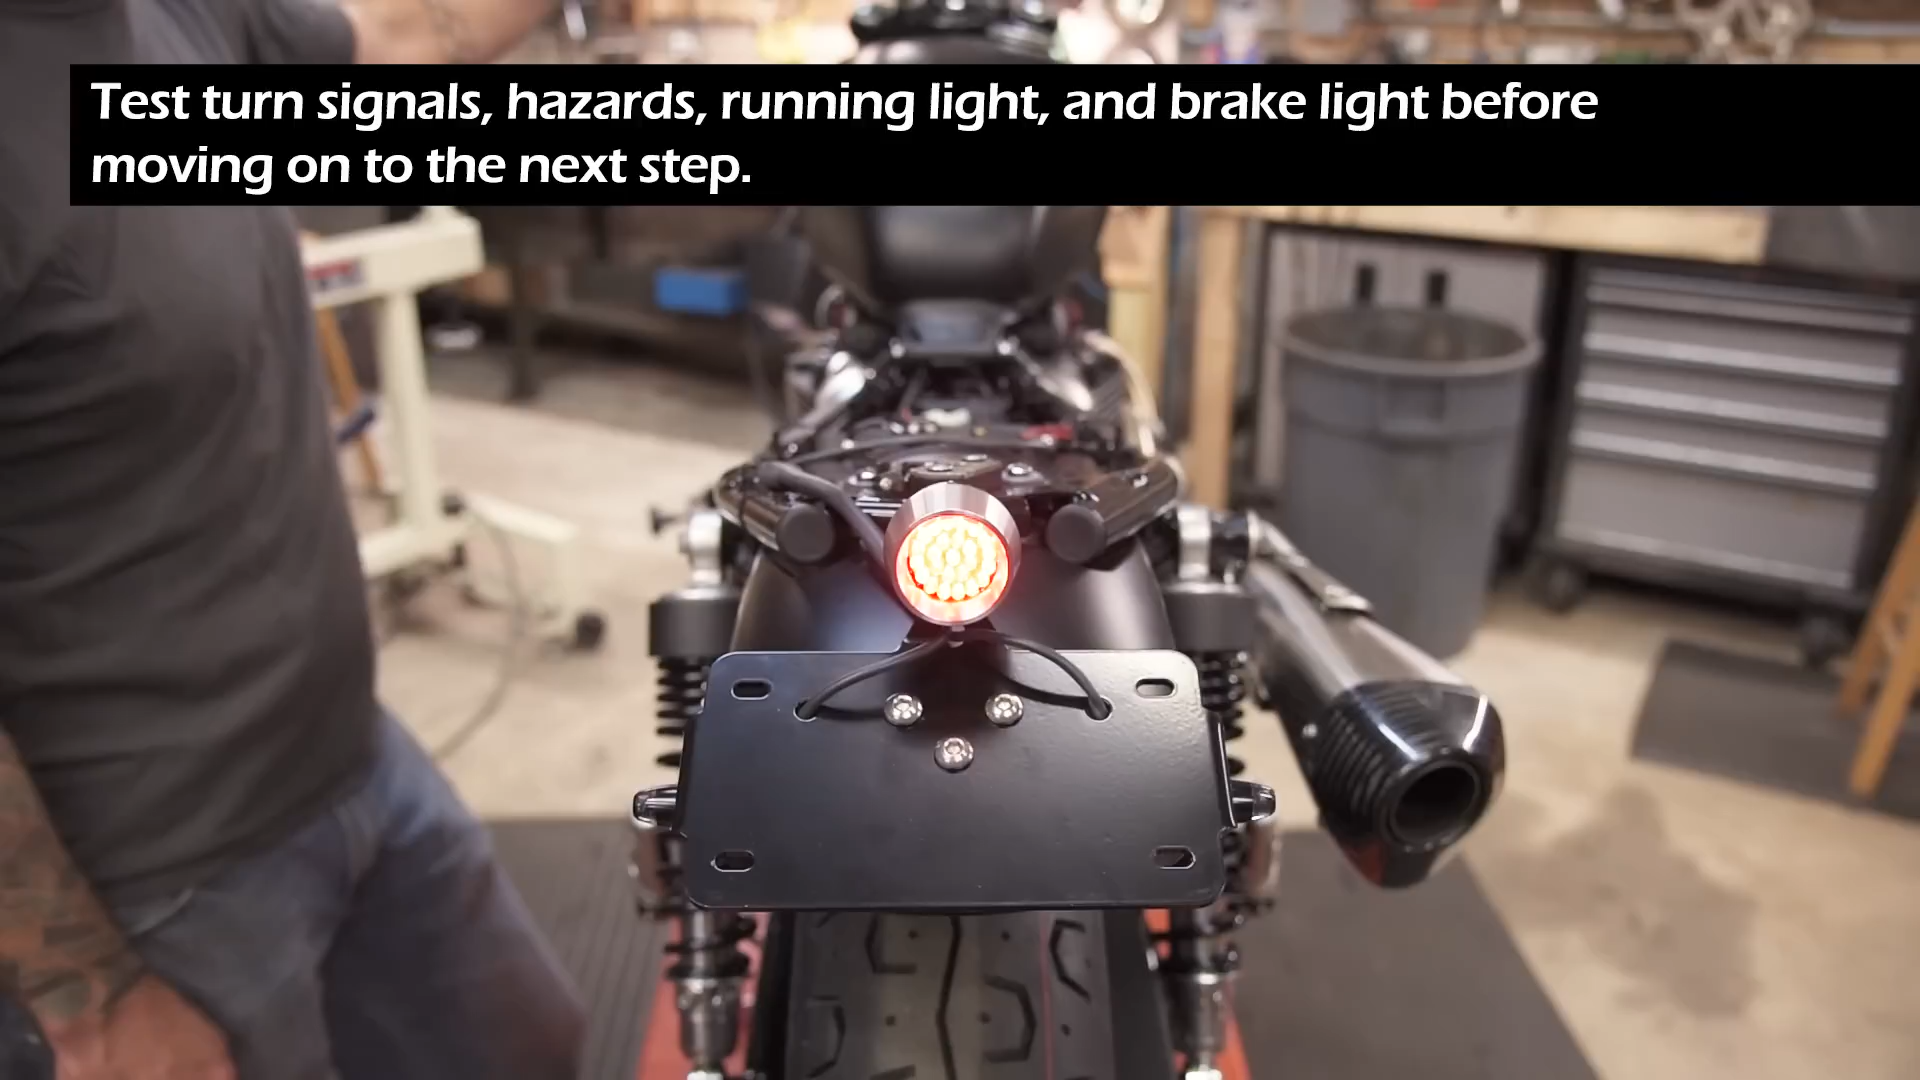 Test turn signals, hazards, running light, and brake light before
moving on to the next step.